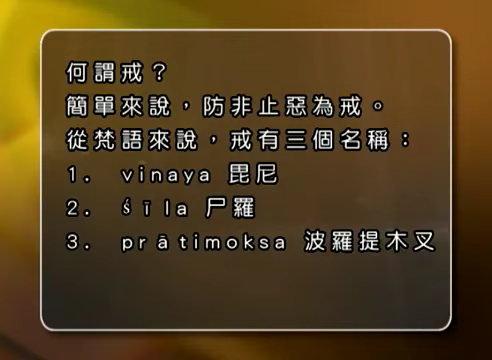 何謂戒？
簡單來說，防非止惡為戒。
從梵語來說，戒有三個名稱：
1. vinaya 毘尼
2. śīla 尸羅
3. prātimoksa 波羅提木叉